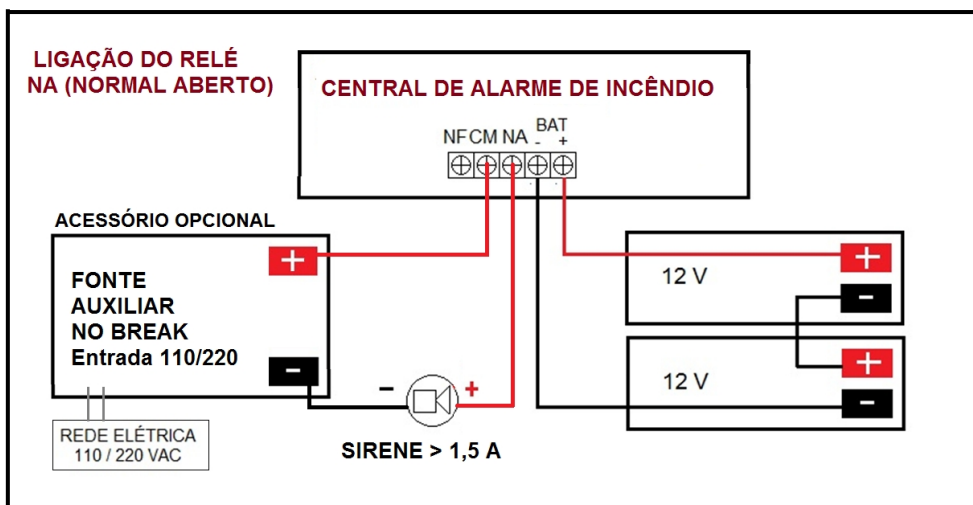 LIGAÇÃO DO RELÉ
NA (NORMAL ABERTO)
CENTRAL DE ALARME DE INCÊNDIO
BAT
NF CM NA - +
ACESSÓRIO OPCIONAL
+
FONTE
AUXILIAR
NO BREAK
Entrada 110/220
-
REDE ELÉTRICA
110 / 220 VAC
- +
SIRENE > 1,5 A
12 V
+
-
12 V
+
-